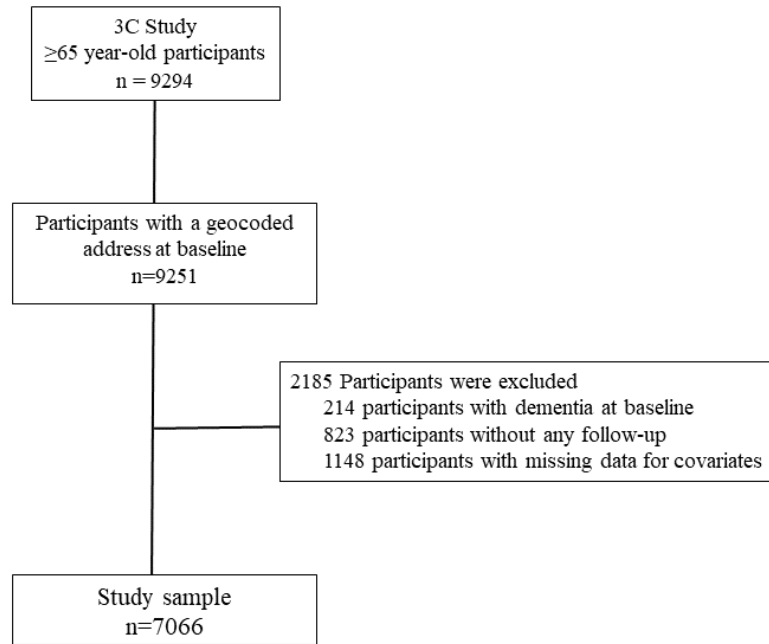 3C Study
≥65 year-old participants
n = 9294
Participants with a geocoded
address at baseline
n=9251
2185 Participants were excluded
214 participants with dementia at baseline
823 participants without any follow-up
1148 participants with missing data for covariates
Study sample
n=7066